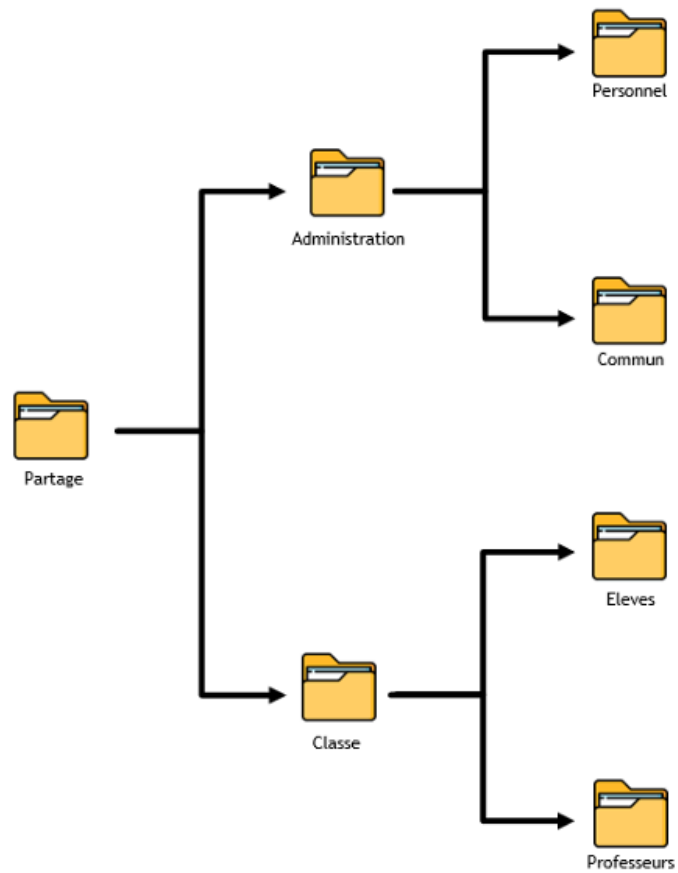 Personnel
Administration
Commun
Partage
Eleves
Classe
Professeurs